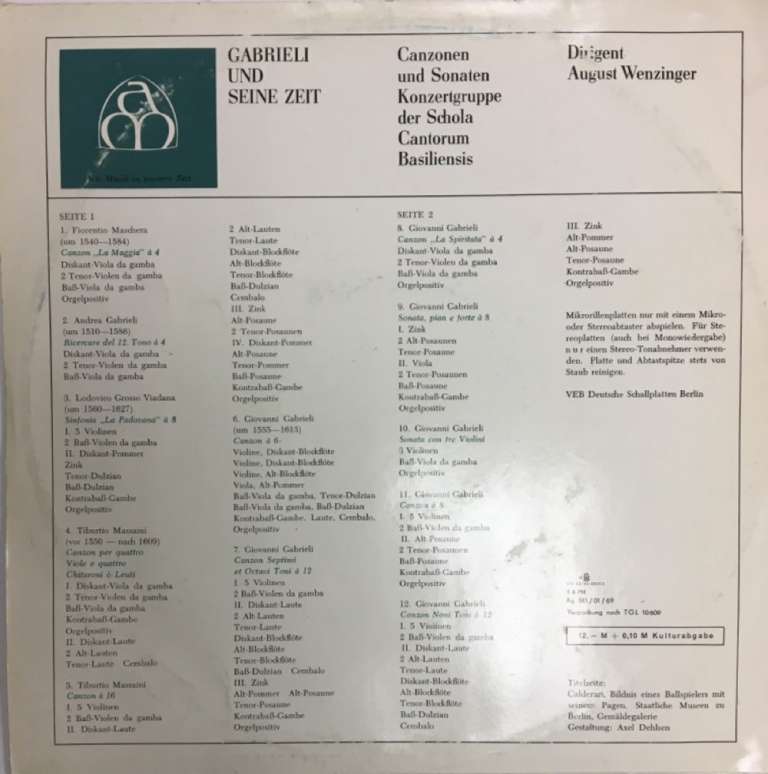 GABRIELI
UND
SEINE ZEIT
Canzonen
und Sonaten
Konzertgruppe
der Schola
Cantorum
Basiliensis
Dirigent
August Wenzinger
SEITE 1
1. Fiorentio Maschera
(um 1540—1584)
Canzon „La Maggia" à 4
Diskant-Viola da gamba
2 Tenor-Violen da gamba
Baß-Viola da gamba
Orgelpositiv
2. Andrea Gabrieli
(um 1510—1586)
Ricercare del 12. Tono à 4
Diskant-Viola da gamba
2 Tenor-Violen da gamba
Baß-Viola da gamba
3. Lodovico Grosso Viadana
(um 1560—1627)
Sinfonia „La Padovana" à 8
I. 5 Violinen
2 Baß-Violen da gamba
II. Diskant-Pommer
Zink
Tenor-Dulzian
Baß-Dulzian
Kontrabaß-Gambe
Orgelpositiv
4. Tiburtio Massaini
(vor 1550 — nach 1609)
Canzon per quattro
Viole e quattro
Chitaroni ò Leuti
I. Diskant-Viola da gamba
2 Tenor-Violen da gamba
Baß-Viola da gamba
Kontrabaß-Gambe
Orgelpositiv
II. Diskant-Laute
2 Alt-Lauten
Tenor-Laute Cembalo
5. Tiburtio Massaini
Canzon à 16
I. 5 Violinen
2 Baß-Violen da gamba
II. Diskant-Laute
2 Alt-Lauten
Tenor-Laute
Diskant-Blockflöte
Alt-Blockflöte
Tenor-Blockflöte
Baß-Dulzian
Cembalo
III. Zink
Alt-Posaune
2 Tenor-Posaunen
IV. Diskant-Pommer
Alt-Posaune
Tenor-Pommer
Baß-Posaune
Kontrabaß-Gambe
Orgelpositiv
6. Giovanni Gabrieli
(um 1555—1613)
Canzon à 6
Violine, Diskant-Blockflöte
Violine, Diskant-Blockflöte
Violine, Alt-Blockflöte
Viola, Alt-Pommer
Baß-Viola da gamba, Tenor-Dulzian
Baß-Viola da gamba, Baß-Dulzian
Kontrabaß-Gambe, Laute, Cembalo,
Orgelpositiv
7. Giovanni Gabrieli
Canzon Septimi
et Octavi Toni à 12
I. 5 Violinen
2 Baß-Violen da gamba
II. Diskant-Laute
2 Alt-Lauten
Tenor-Laute
Diskant-Blockflöte
Alt-Blockflöte
Tenor-Blockflöte
Baß-Dulzian Cembalo
III. Zink
Alt-Pommer Alt-Posaune
Tenor-Posaune
Kontrabaß-Gambe
Orgelpositiv
SEITE 2
8. Giovanni Gabrieli
Canzon „La Spiritata" à 4
Diskant-Viola da gamba
2 Tenor-Violen da gamba
Baß-Viola da gamba
Orgelpositiv
9. Giovanni Gabrieli
Sonata, pian e forte à 8
I. Zink
2 Alt-Posaunen
Tenor-Posaune
II. Viola
2 Tenor-Posaunen
Baß-Posaune
Kontrabaß-Gambe
Orgelpositiv
10. Giovanni Gabrieli
Sonata con tre Violini
3 Violinen
Baß-Viola da gamba
Orgelpositiv
11. Giovanni Gabrieli
Canzon à 8
I. 5 Violinen
2 Baß-Violen da gamba
II. Alt-Posaune
2 Tenor-Posaunen
Baß-Posaune
Kontrabaß-Gambe
Orgelpositiv
12. Giovanni Gabrieli
Canzon Noni Toni à 12
I. 5 Violinen
2 Baß-Violen da gamba
II. Diskant-Laute
2 Alt-Lauten
Tenor-Laute
Diskant-Blockflöte
Alt-Blockflöte
Tenor-Blockflöte
Baß-Dulzian
Cembalo
III. Zink
Alt-Pommer
Alt-Posaune
Tenor-Posaune
Kontrabaß-Gambe
Orgelpositiv
Mikrorillenplatten nur mit einem Mikro-
oder Stereoabtaster abspielen. Für Ste-
reoplatten (auch bei Monowiedergabe)
nur einen Stereo-Tonabnehmer verwen-
den. Platte und Abtastspitze stets von
Staub reinigen.
VEB Deutsche Schallplatten Berlin
Verpackung nach TGL 10609
12,— M + 0,10 M Kulturabgabe
Titelseite:
Calderari, Bildnis eines Ballspielers mit
seinem Pagen, Staatliche Museen zu
Berlin, Gemäldegalerie
Gestaltung: Axel Dehlsen